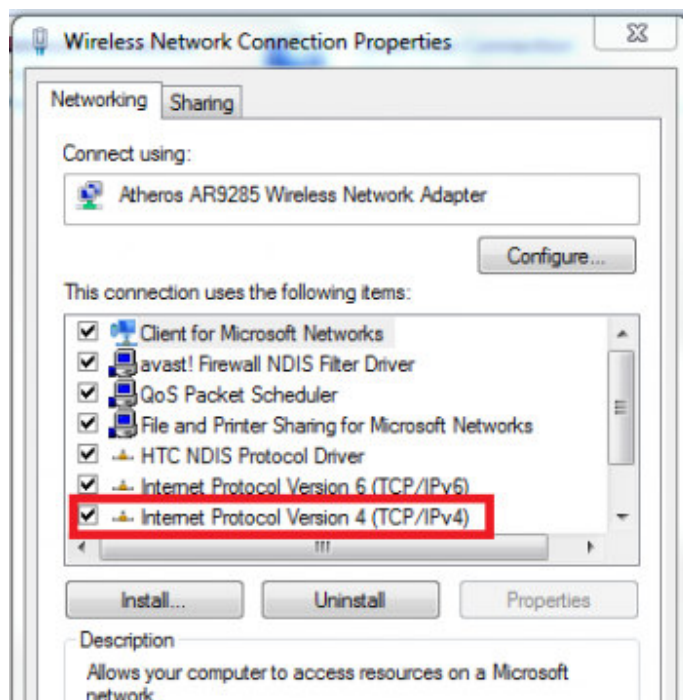 Wireless Network Connection Properties
Networking
Sharing
Connect using:
Atheros AR9285 Wireless Network Adapter
Configure...
This connection uses the following items:
Client for Microsoft Networks
avast! Firewall NDIS Filter Driver
QoS Packet Scheduler
File and Printer Sharing for Microsoft Networks
HTC NDIS Protocol Driver
Internet Protocol Version 6 (TCP/IPv6)
Internet Protocol Version 4 (TCP/IPv4)
Install...
Uninstall
Properties
Description
Allows your computer to access resources on a Microsoft
network.